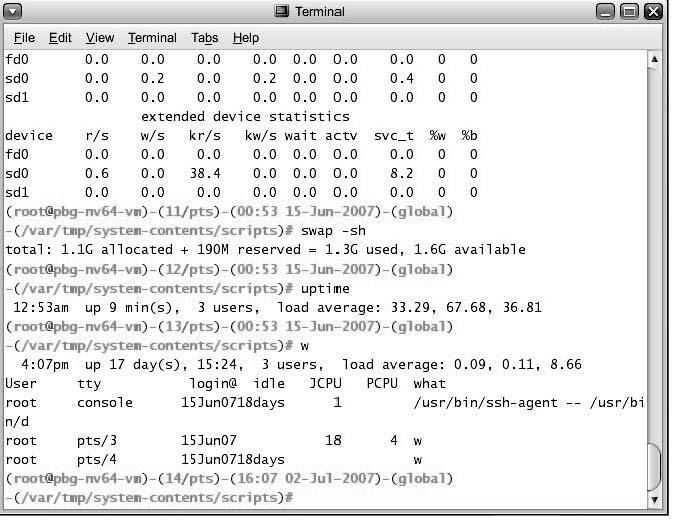 Terminal
File Edit View Terminal Tabs Help
fd0 0.0 0.0 0.0 0.0 0.0 0.0 0.0 0 0
sd0 0.0 0.2 0.0 0.2 0.0 0.0 0.4 0 0
sd1 0.0 0.0 0.0 0.0 0.0 0.0 0.0 0 0
extended device statistics
device r/s w/s kr/s kw/s wait actv svc_t %w %b
fd0 0.0 0.0 0.0 0.0 0.0 0.0 0.0 0 0
sd0 0.6 0.0 38.4 0.0 0.0 0.0 8.2 0 0
sd1 0.0 0.0 0.0 0.0 0.0 0.0 0.0 0 0
(root@pbg-nv64-vm)-(11/pts)-(00:53 15-Jun-2007)-(global)
-(/var/tmp/system-contents/scripts)# swap -sh
total: 1.1G allocated + 190M reserved = 1.3G used, 1.6G available
(root@pbg-nv64-vm)-(12/pts)-(00:53 15-Jun-2007)-(global)
-(/var/tmp/system-contents/scripts)# uptime
12:53am up 9 min(s), 3 users, load average: 33.29, 67.68, 36.81
(root@pbg-nv64-vm)-(13/pts)-(00:53 15-Jun-2007)-(global)
-(/var/tmp/system-contents/scripts)# w
4:07pm up 17 day(s), 15:24, 3 users, load average: 0.09, 0.11, 8.66
User tty login@ idle JCPU PCPU what
root console 15Jun0718days 1 /usr/bin/ssh-agent -- /usr/bi
n/d
root pts/3 15Jun07 18 4 w
root pts/4 15Jun0718days w
(root@pbg-nv64-vm)-(14/pts)-(16:07 02-Jul-2007)-(global)
-(/var/tmp/system-contents/scripts)#